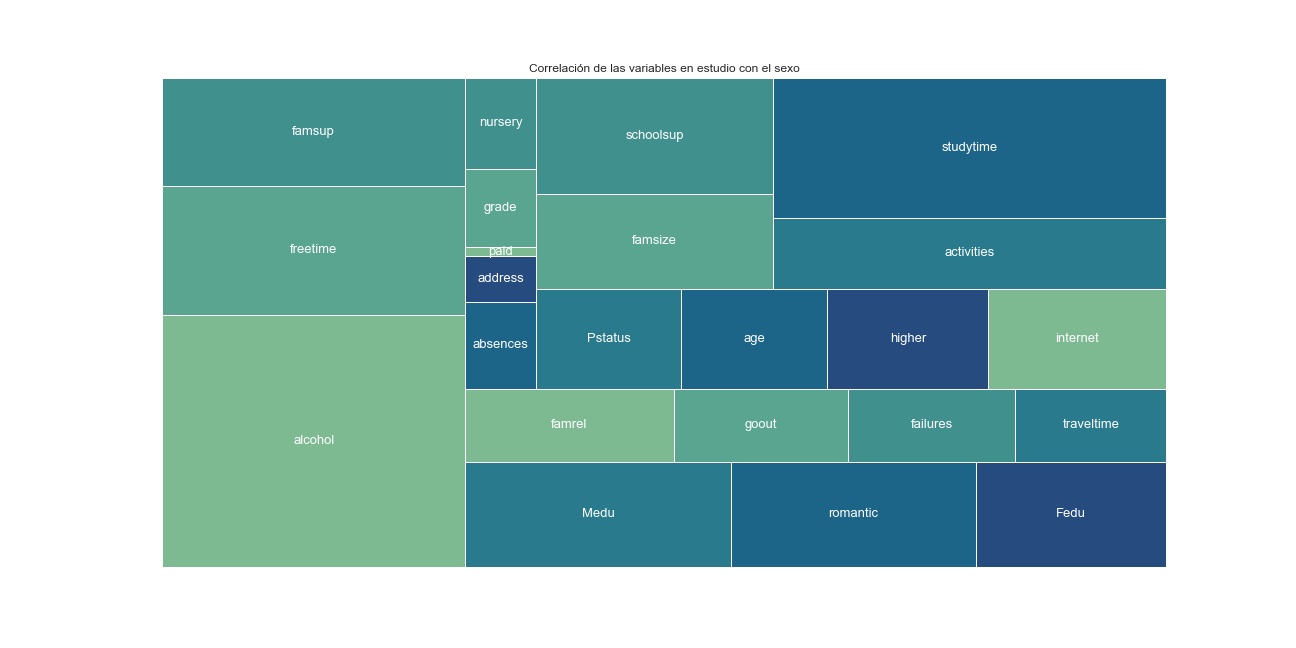 Correlación de las variables en estudio con el sexo
famsup
nursery
schoolsup
studytime
grade
freetime
famsize
paid
activities
address
absences
Pstatus
age
higher
internet
alcohol
famrel
goout
failures
traveltime
Medu
romantic
Fedu